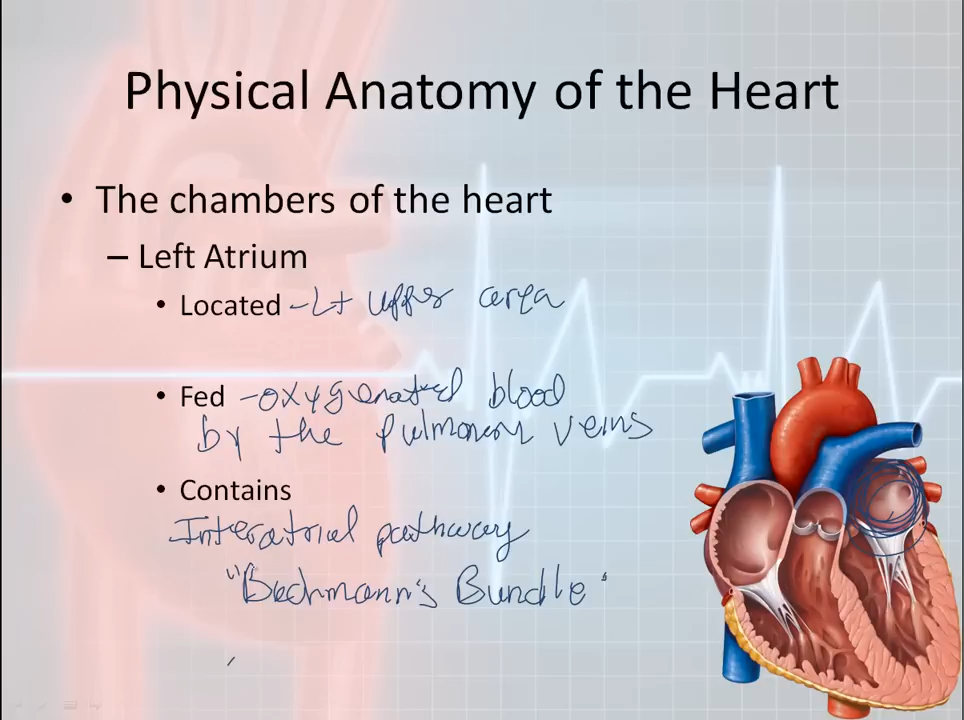 Physical Anatomy of the Heart
• The chambers of the heart
– Left Atrium
• Located - Lt upper area
• Fed - oxygenated blood
by the pulmonary veins
• Contains
Interatrial pathway
"Bachmann's Bundle"